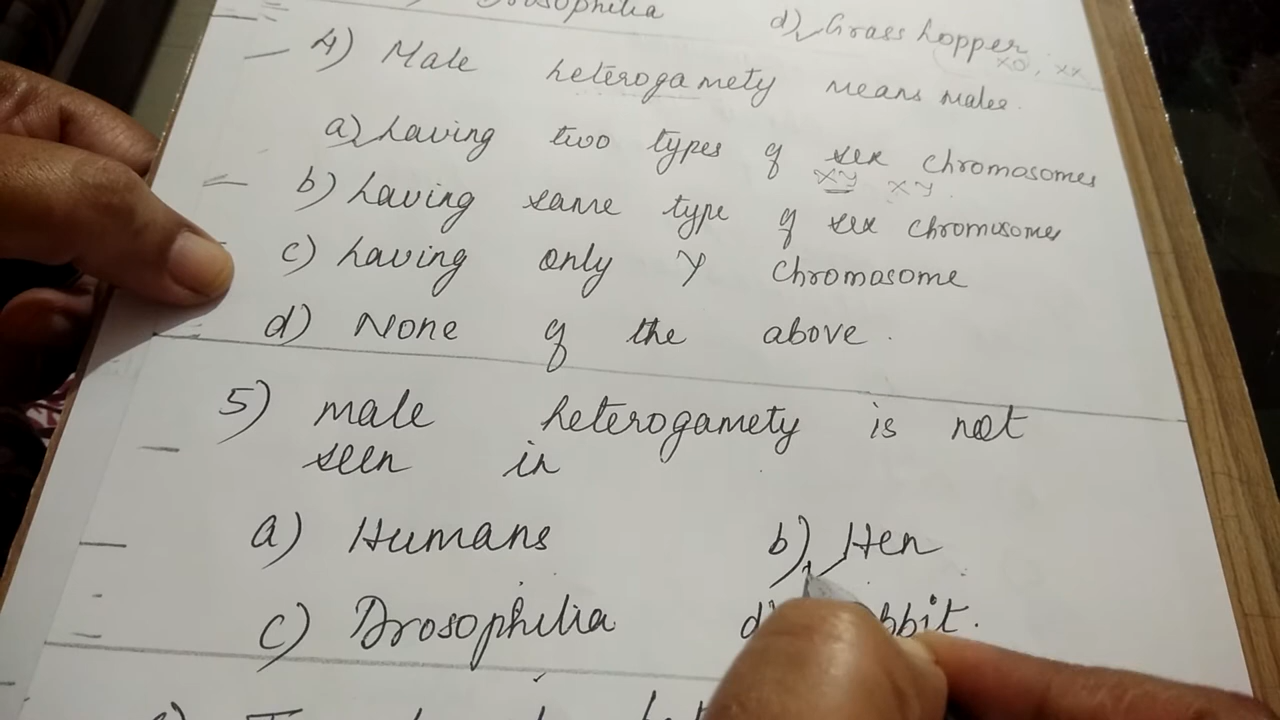 Drosophilia d) Grass hopper
XO, XX
4) Male heterogamety means males.
a) having two types of sex chromosomes
XY XY
b) having same type of sex chromosomes
c) having only Y chromosome
d) None of the above.
5) male heterogamety is not
seen in
a) Humans b) Hen
c) Drosophilia d)